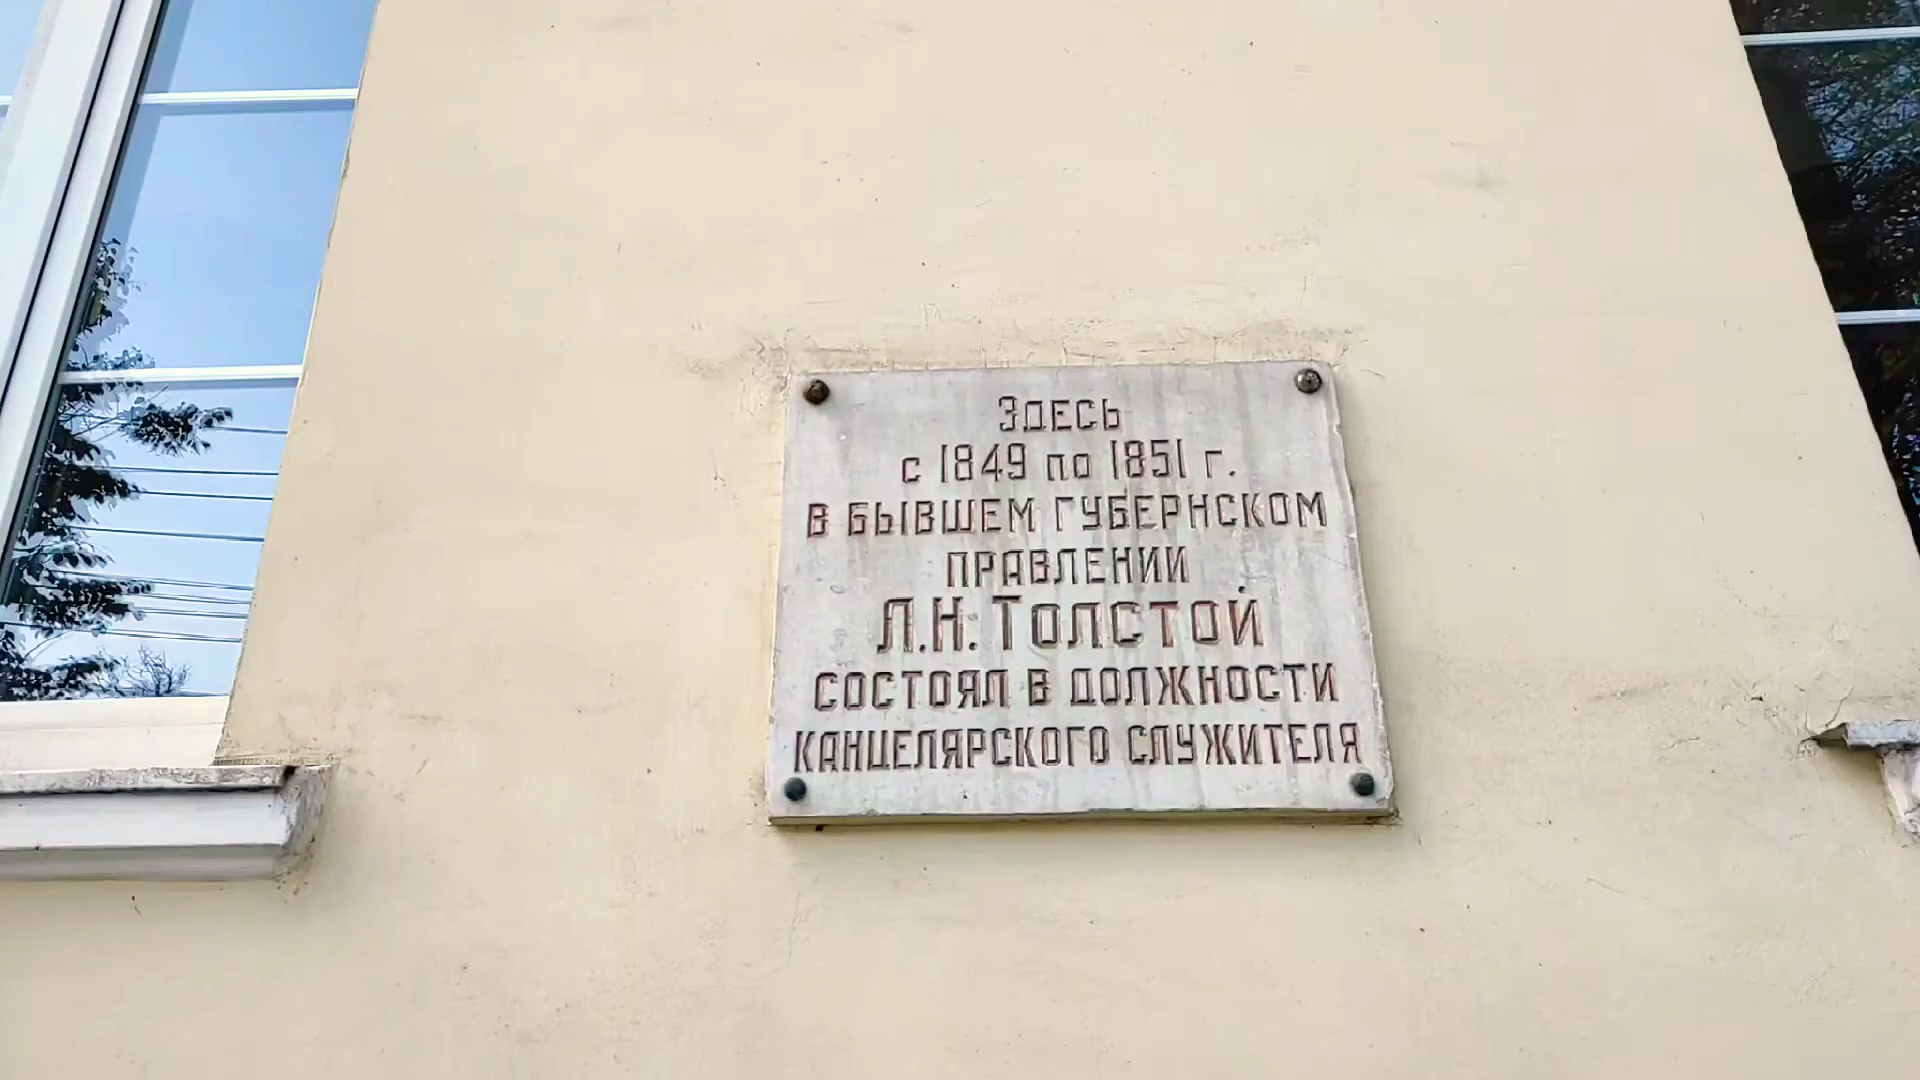 ЗДЕСЬ
с 1849 по 1851 г.
В БЫВШЕМ ГУБЕРНСКОМ
ПРАВЛЕНИИ
Л.Н.ТОЛСТОЙ
СОСТОЯЛ В ДОЛЖНОСТИ
КАНЦЕЛЯРСКОГО СЛУЖИТЕЛЯ